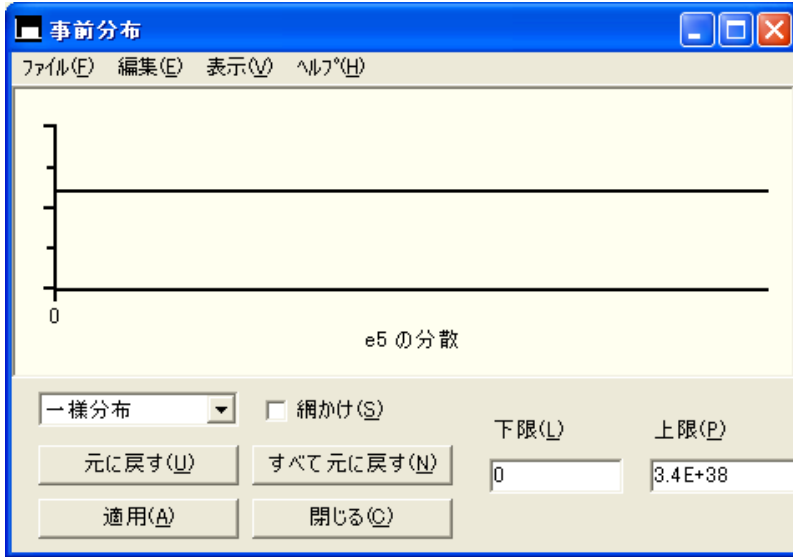 事前分布
ﾌｧｲﾙ(F) 編集(E) 表示(V) ﾍﾙﾌﾟ(H)
0
e5 の分散
一様分布
網かけ(S)
下限(L) 上限(P)
元に戻す(U) すべて元に戻す(N)
0 3.4E+38
適用(A) 閉じる(C)